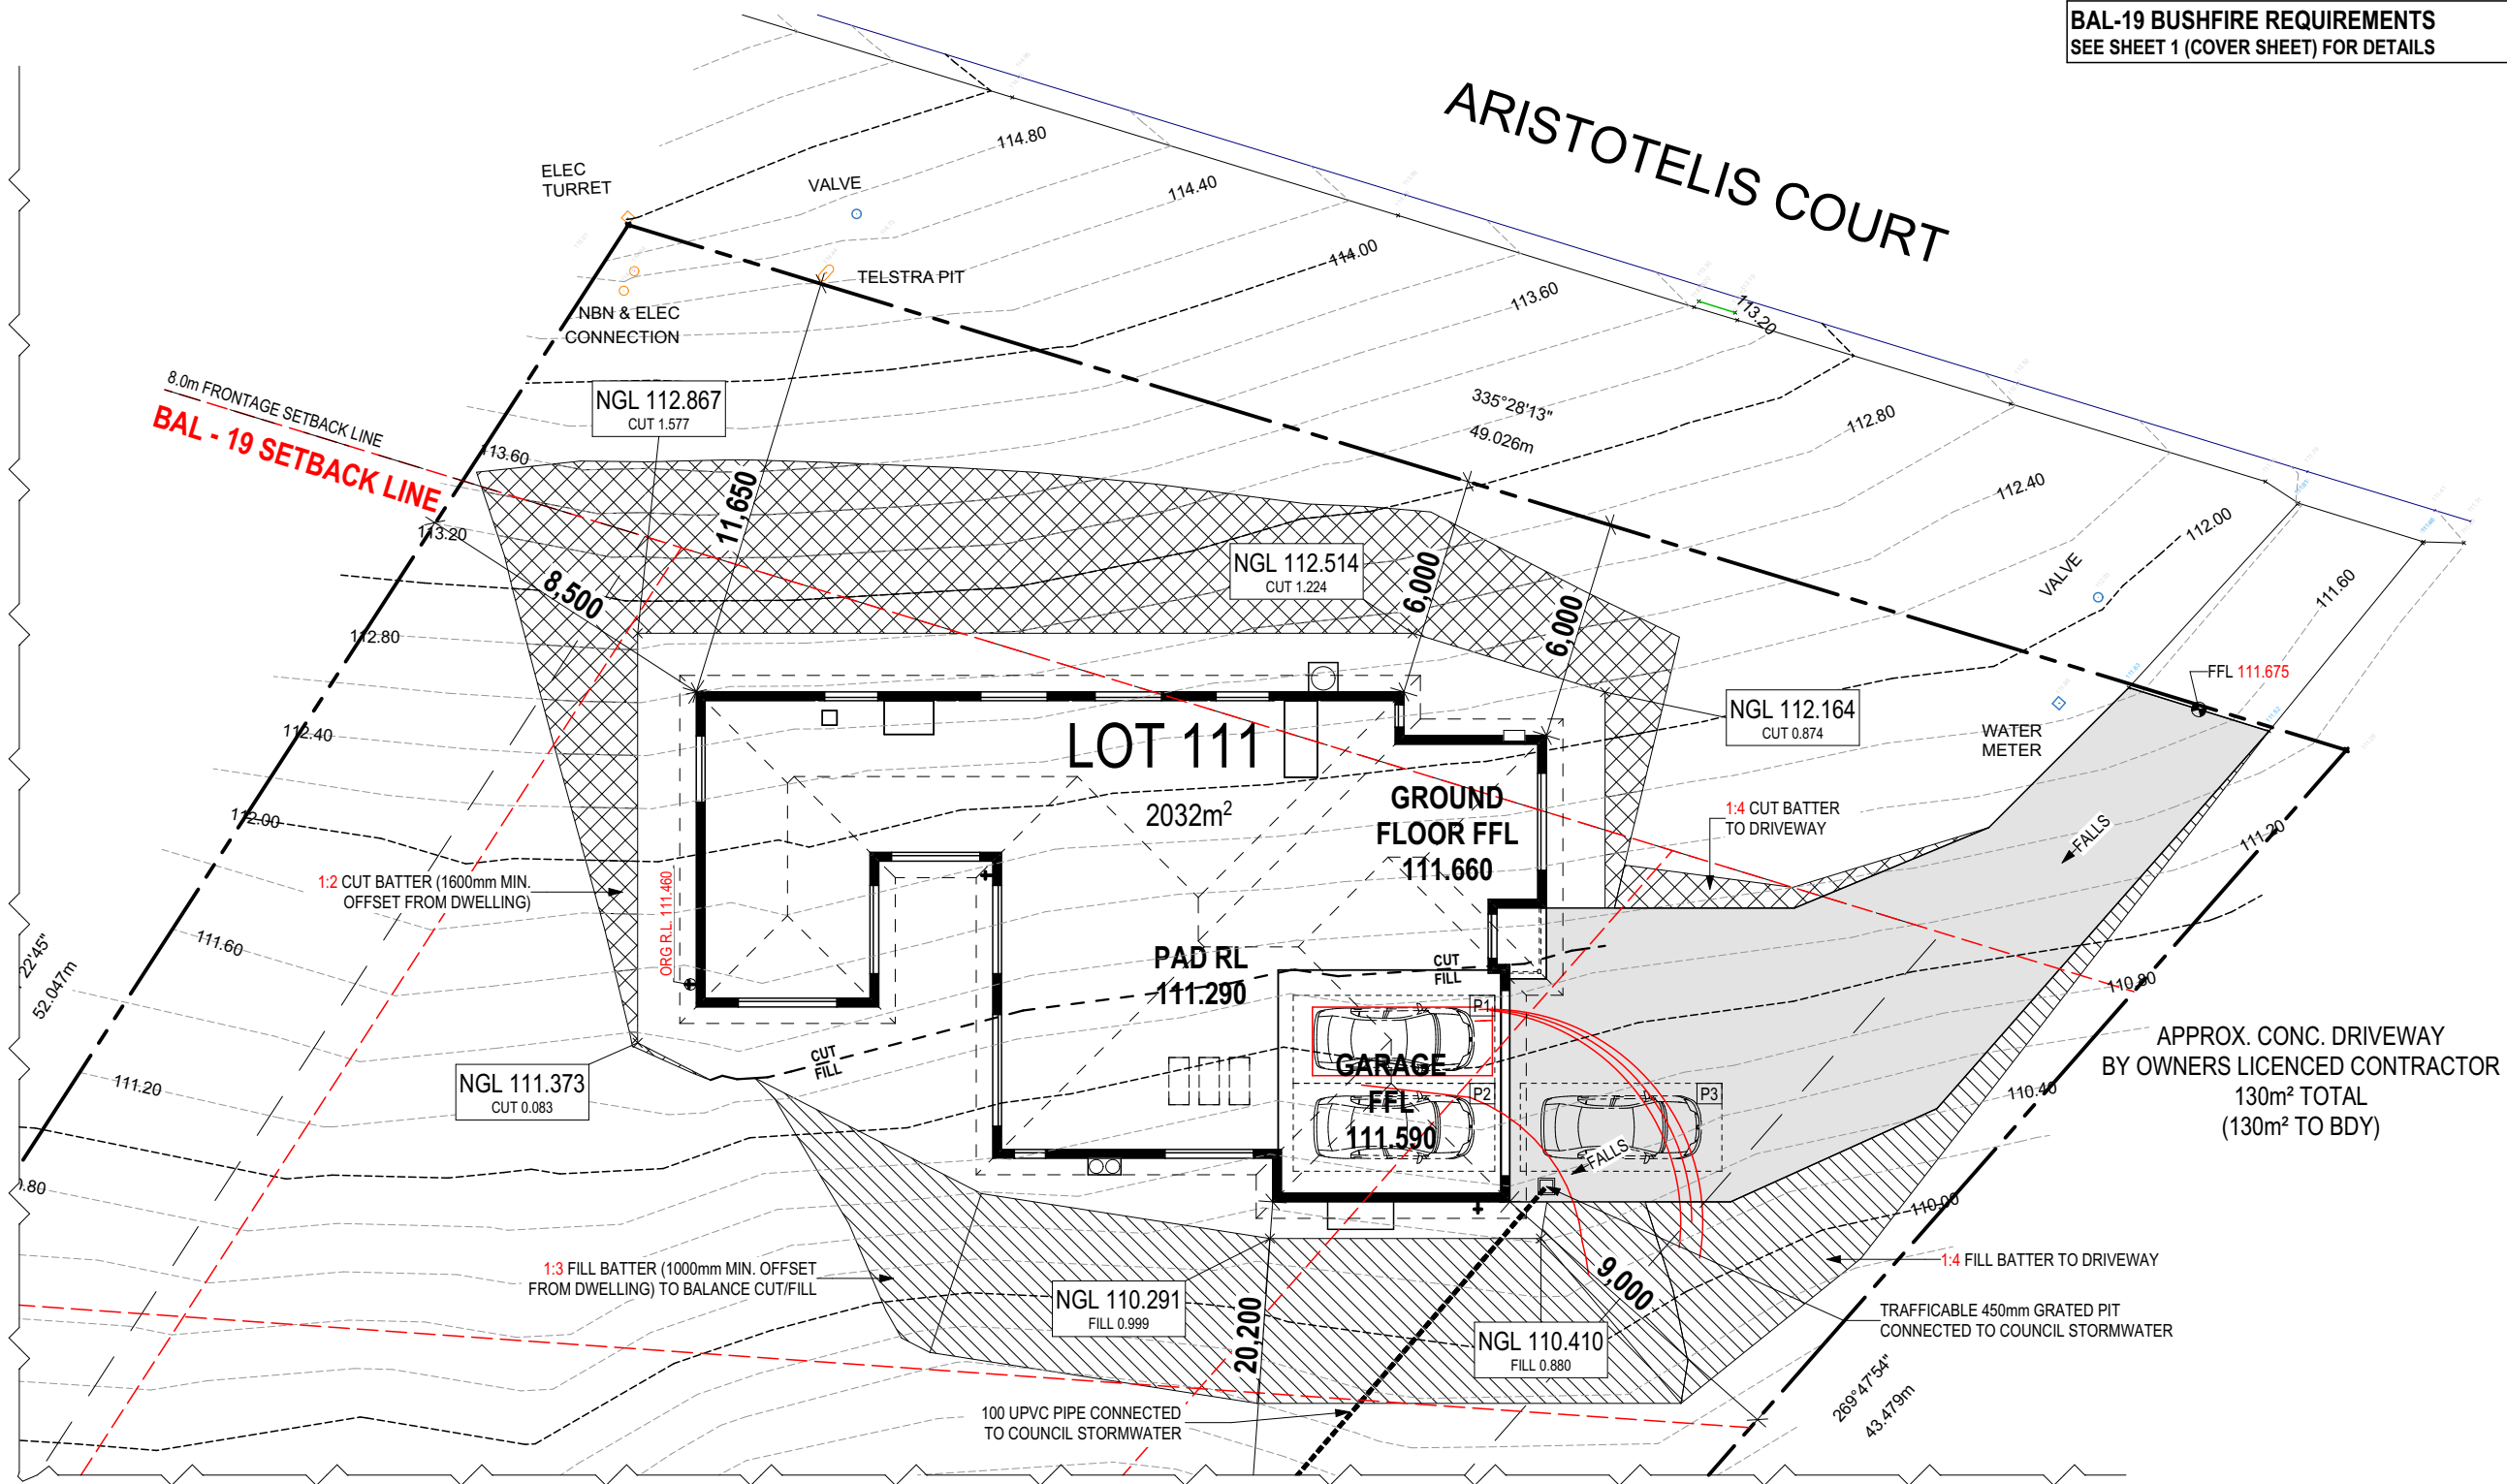 BAL-19 BUSHFIRE REQUIREMENTS
SEE SHEET 1 (COVER SHEET) FOR DETAILS
ARISTOTELIS COURT
ELEC
TURRET
VALVE
114.80
114.40
TELSTRA PIT
114.00
NBN & ELEC
CONNECTION
113.60
113.20
8.0m FRONTAGE SETBACK LINE
BAL - 19 SETBACK LINE
NGL 112.867
CUT 1.577
335°28'13"
49.026m
112.80
113.60
11,650
112.40
113.20
112.00
NGL 112.514
CUT 1.224
6,000
6,000
VALVE
111.60
8,500
112.80
FFL 111.675
112.40
LOT 111
2032m²
NGL 112.164
CUT 0.874
WATER
METER
GROUND
FLOOR FFL
111.660
1:4 CUT BATTER
TO DRIVEWAY
FALLS
111.20
112.00
1:2 CUT BATTER (1600mm MIN.
OFFSET FROM DWELLING)
ORG R.L. 111.460
111.60
22'45"
52.047m
PAD RL
111.290
CUT
FILL
110.80
P1
CUT
FILL
GARAGE
FFL
111.590
P2
P3
FALLS
APPROX. CONC. DRIVEWAY
BY OWNERS LICENCED CONTRACTOR
130m² TOTAL
(130m² TO BDY)
111.20
NGL 111.373
CUT 0.083
110.40
.80
110.00
1:3 FILL BATTER (1000mm MIN. OFFSET
FROM DWELLING) TO BALANCE CUT/FILL
1:4 FILL BATTER TO DRIVEWAY
NGL 110.291
FILL 0.999
9,000
TRAFFICABLE 450mm GRATED PIT
CONNECTED TO COUNCIL STORMWATER
20,200
NGL 110.410
FILL 0.880
269°47'54"
43.479m
100 UPVC PIPE CONNECTED
TO COUNCIL STORMWATER